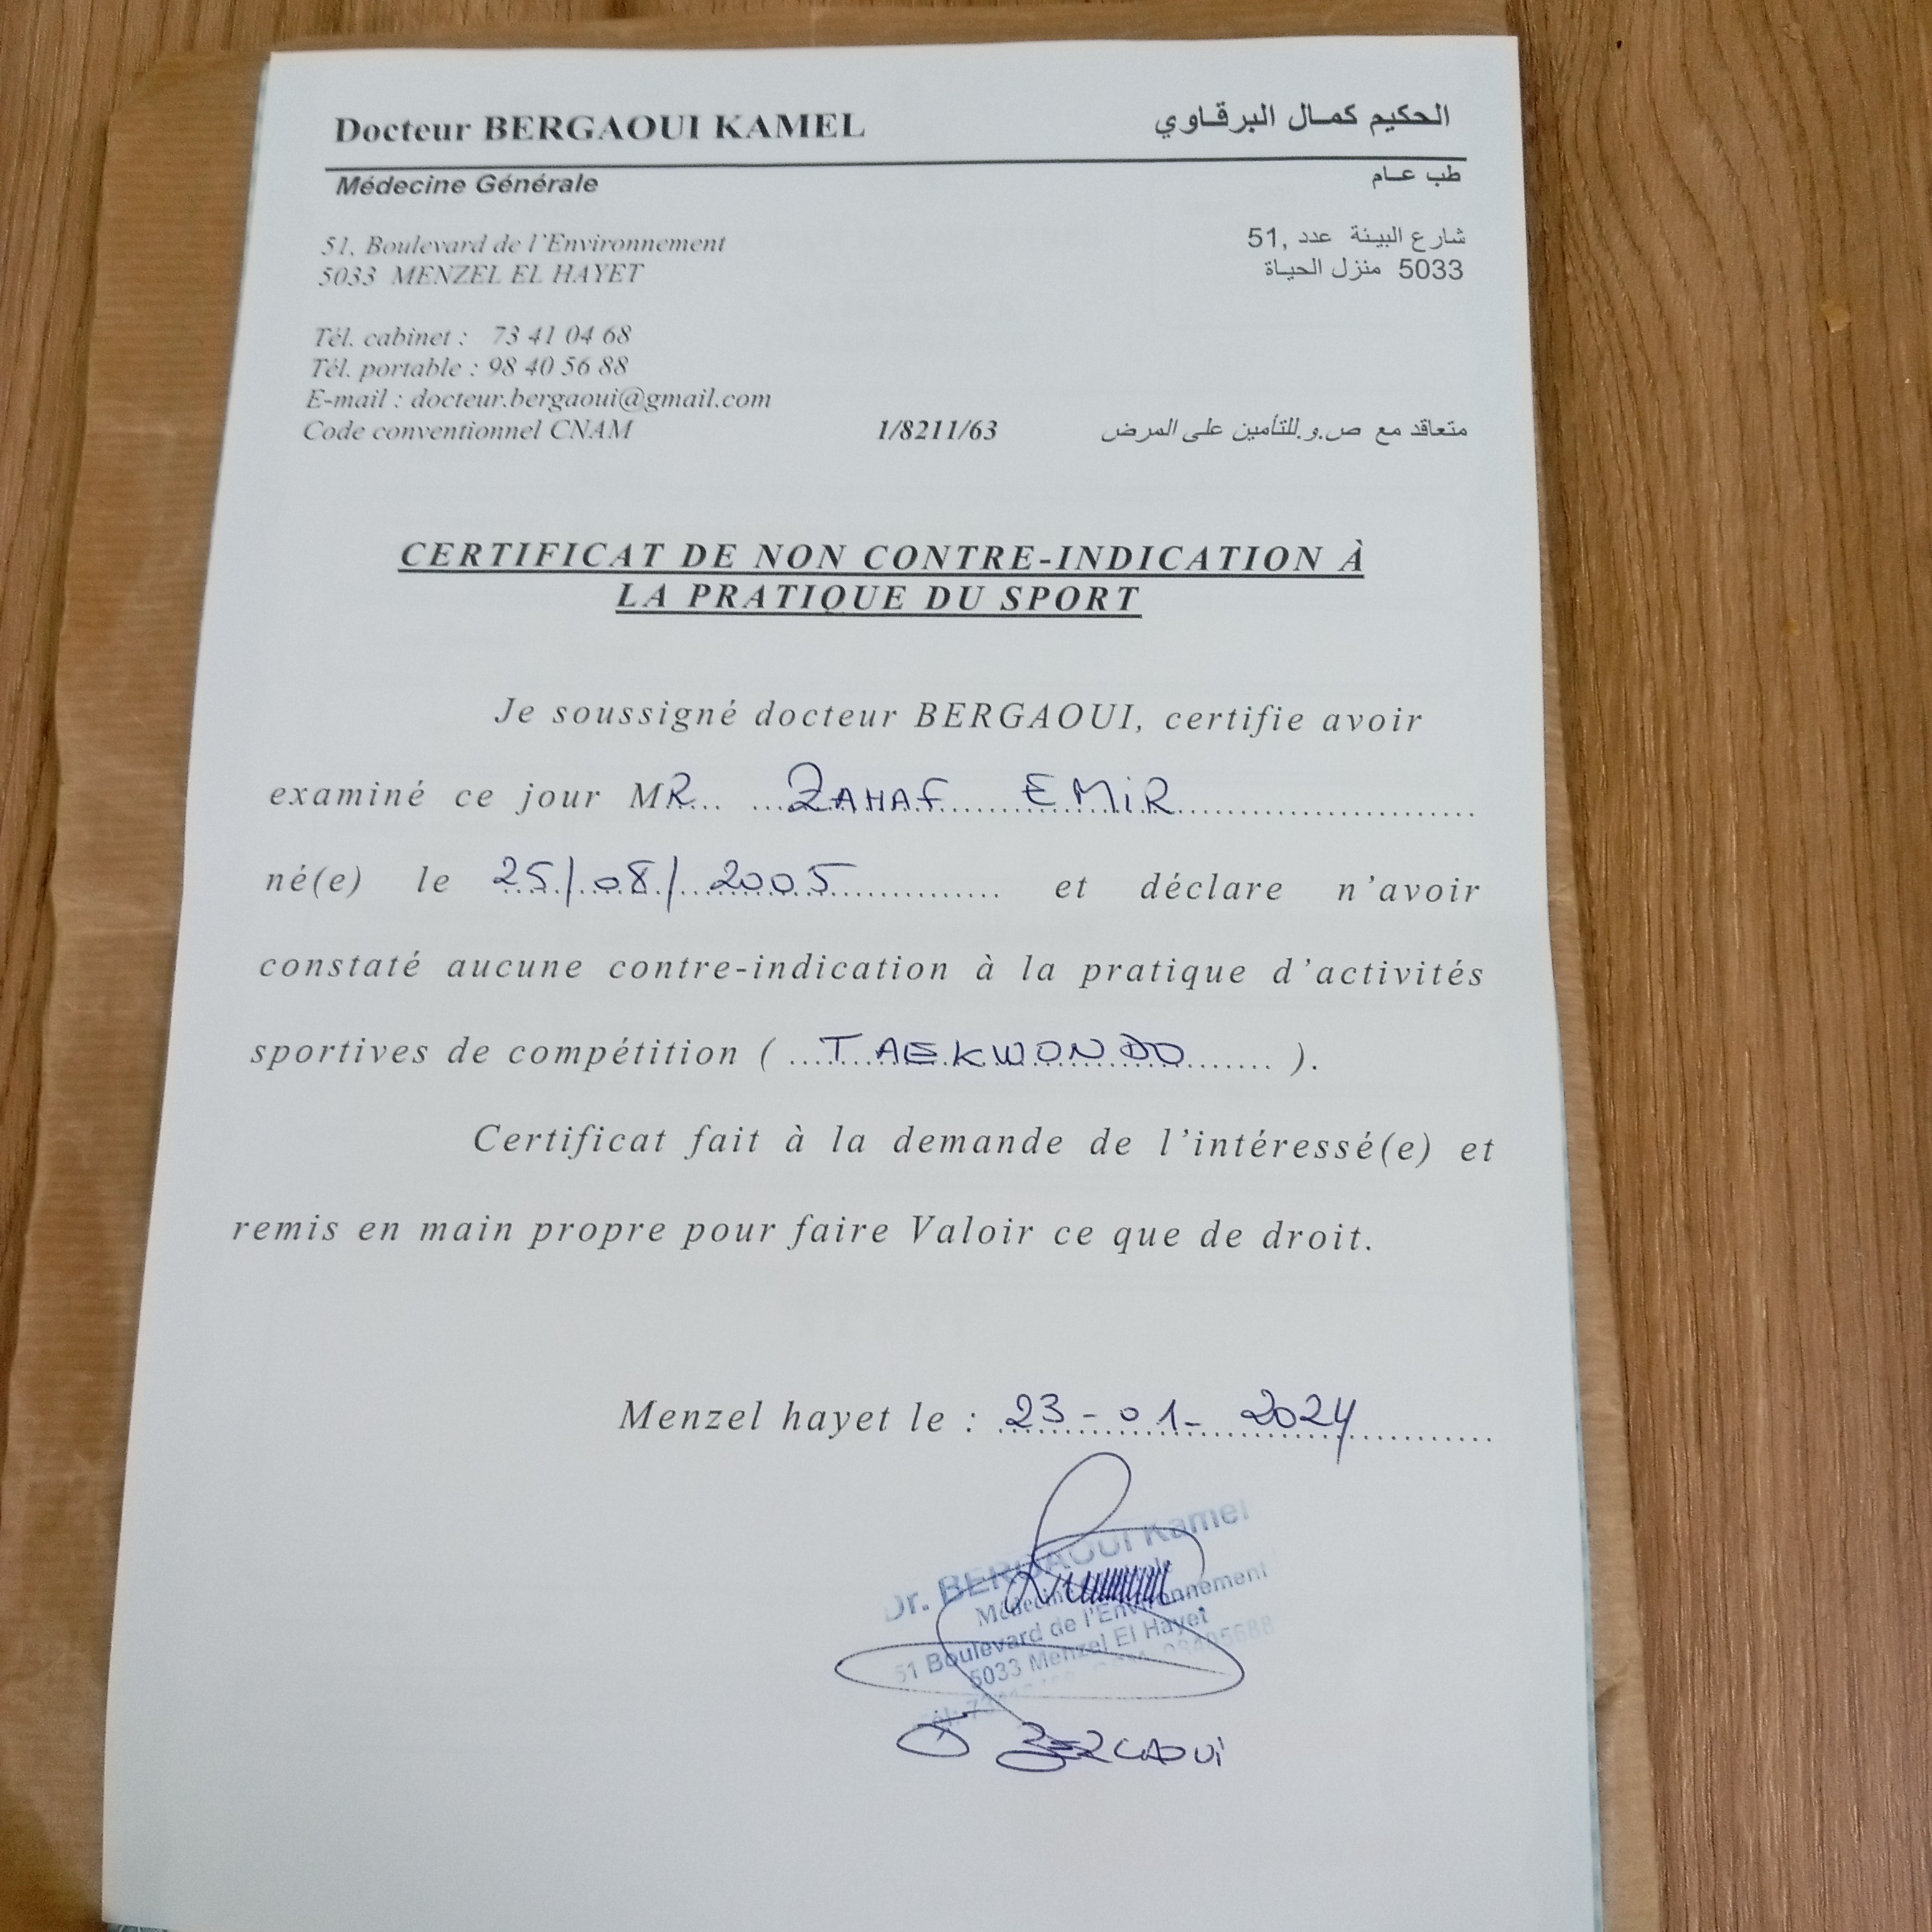 Docteur BERGAOUI KAMEL
الحكيم كمـال البرقـاوي
Médecine Générale
طب عـام
51, Boulevard de l'Environnement
شارع البيئة عدد ,51
5033 MENZEL EL HAYET
5033 منزل الحيـاة
Tél. cabinet : 73 41 04 68
Tél. portable : 98 40 56 88
E-mail : docteur.bergaoui@gmail.com
Code conventionnel CNAM 1/8211/63 متعاقد مع ص.و.للتأمين على المرض
CERTIFICAT DE NON CONTRE-INDICATION À
LA PRATIQUE DU SPORT
Je soussigné docteur BERGAOUI, certifie avoir
examiné ce jour MR... ...ZAHAF......EMiR..............................
né(e) le 25/08/2005................ et déclare n'avoir
constaté aucune contre-indication à la pratique d'activités
sportives de compétition ( ...TAEKWONDO....... ).
Certificat fait à la demande de l'intéressé(e) et
remis en main propre pour faire Valoir ce que de droit.
Menzel hayet le : 23-01-2024.............
Dr. BERGAOUI Kamel
51 Boulevard de l'Environnement
5033 Menzel El Hayet
BERGAOUi